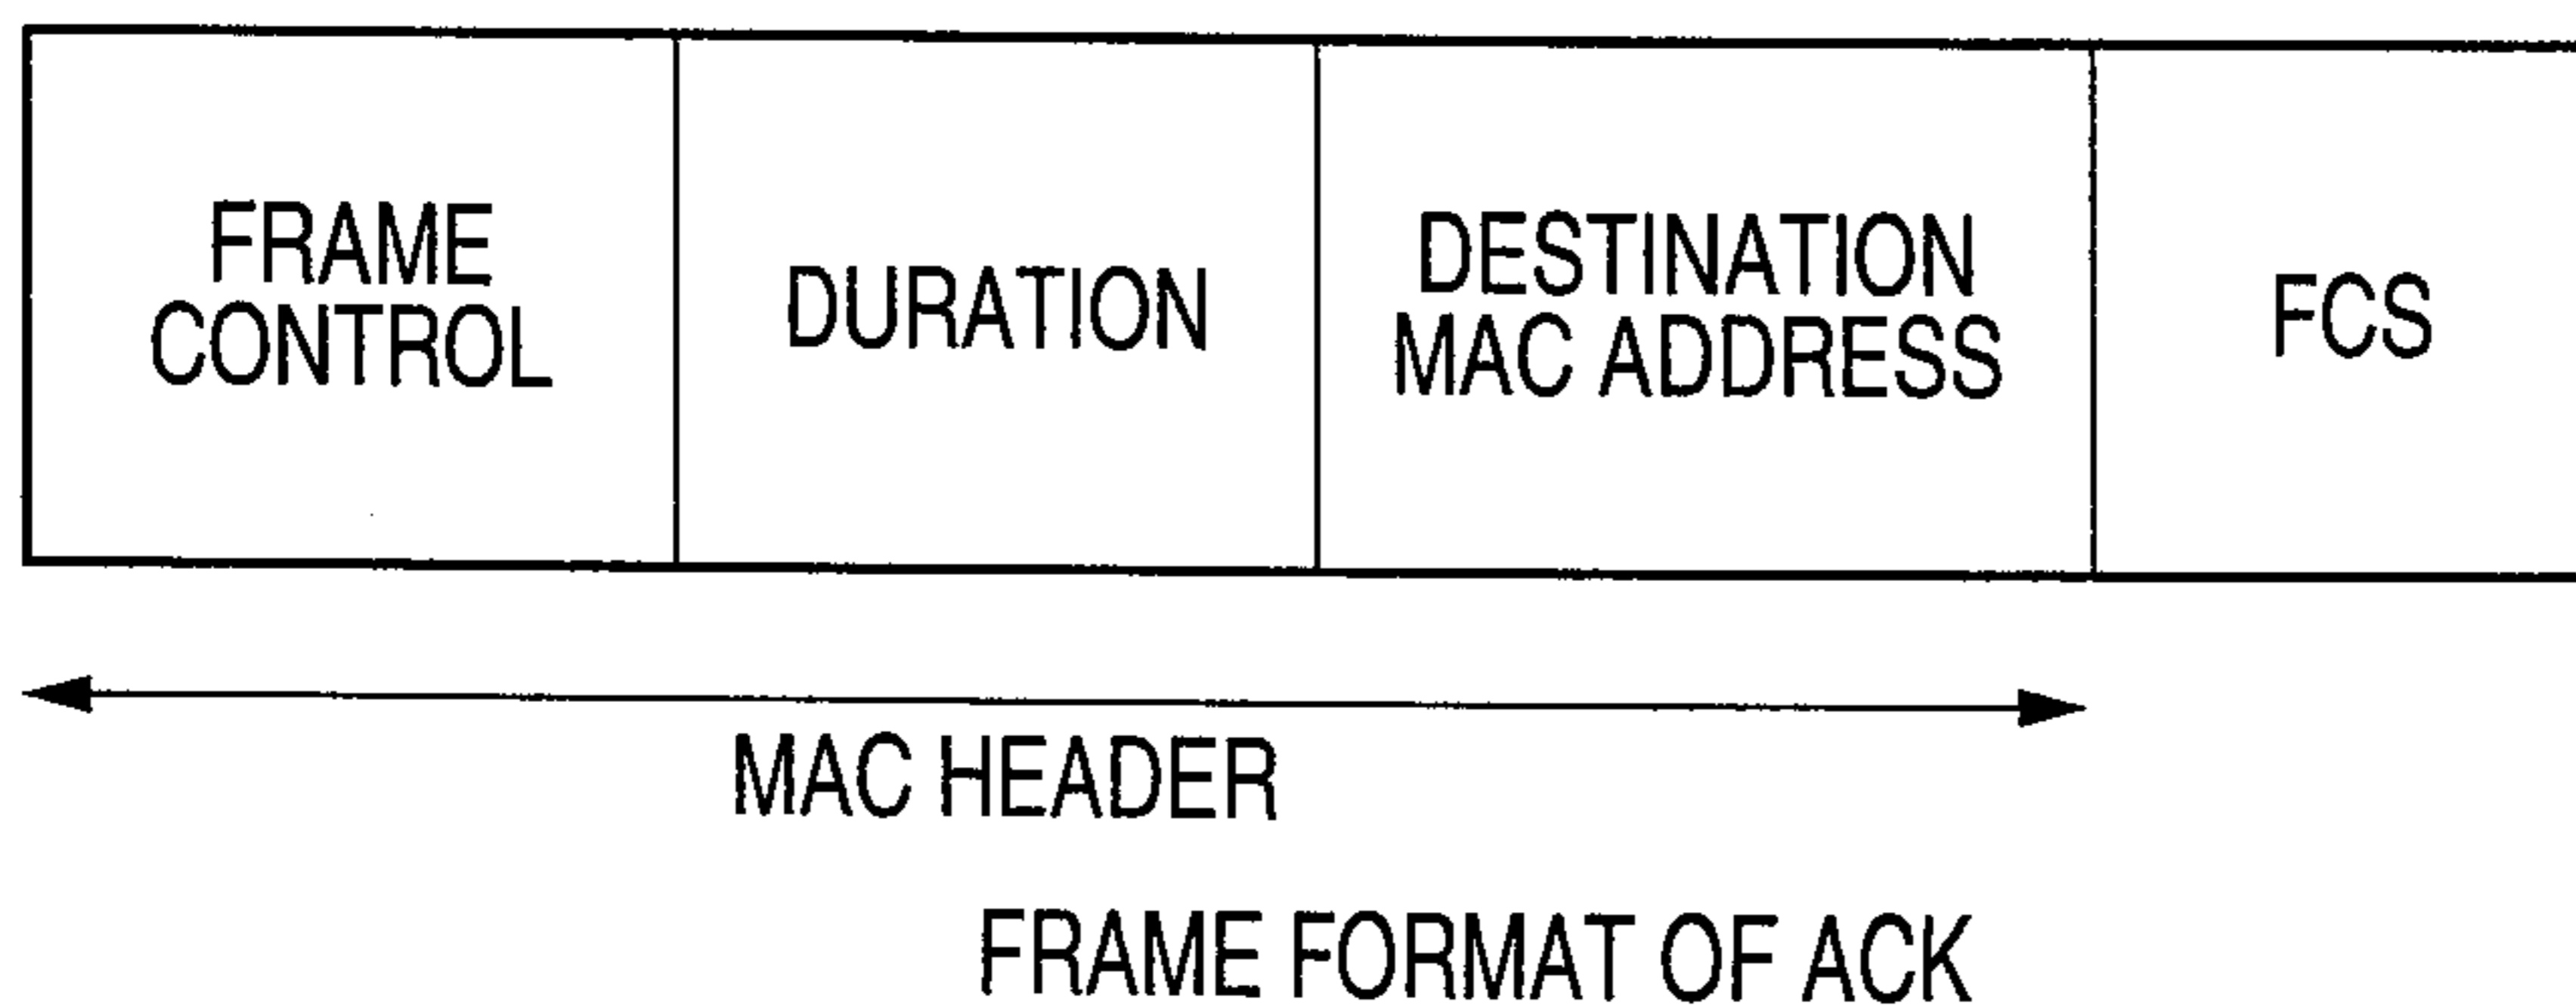 FRAME
CONTROL
DURATION
DESTINATION
MAC ADDRESS
FCS
MAC HEADER
FRAME FORMAT OF ACK